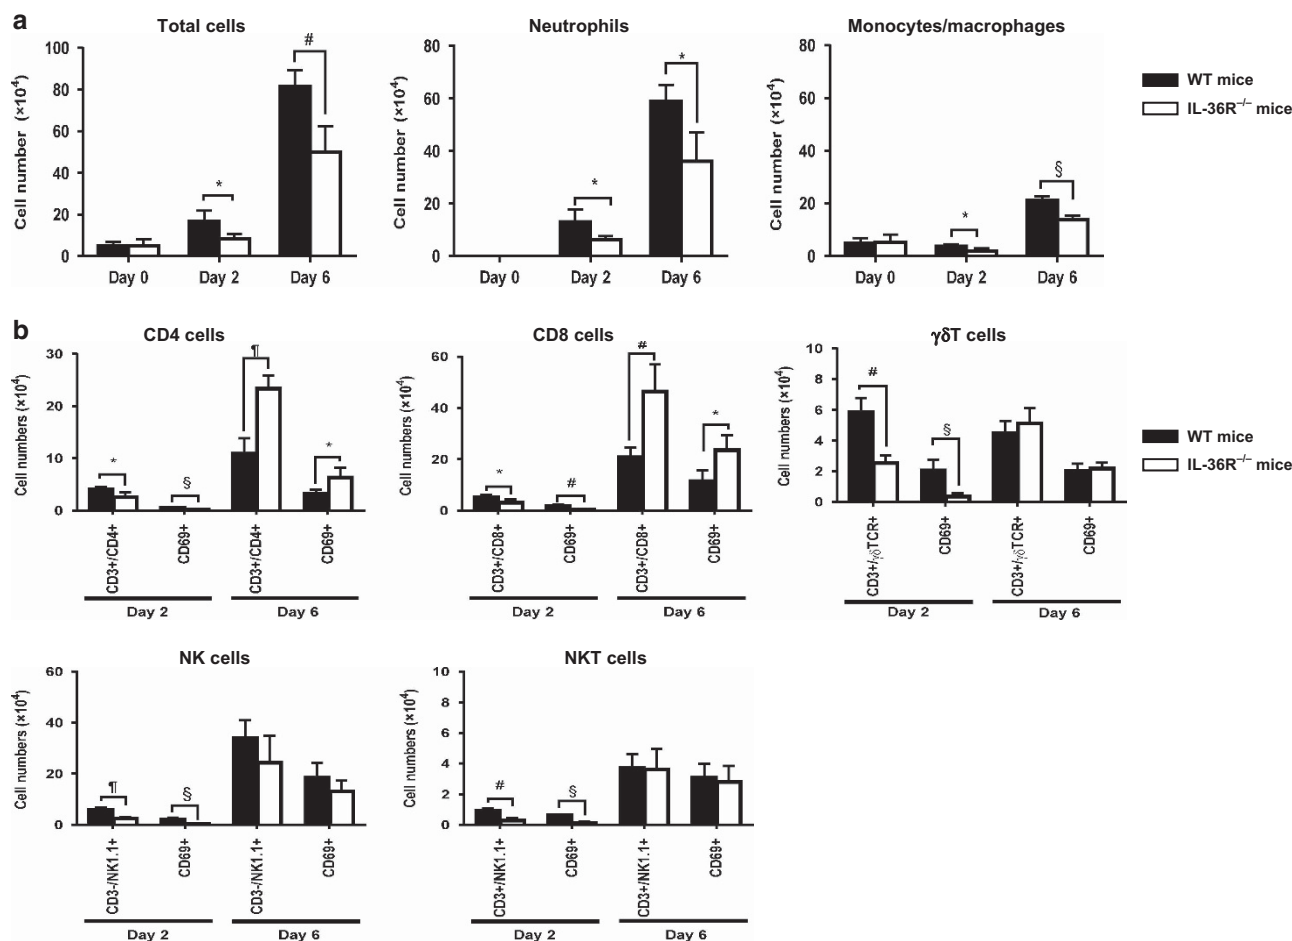 a
Total cells
Neutrophils
Monocytes/macrophages
Cell number (×10⁴)
100
80
60
40
20
0
*
#
Day 0
Day 2
Day 6
Cell number (×10⁴)
80
60
40
20
0
*
*
Day 0
Day 2
Day 6
Cell number (×10⁴)
80
60
40
20
0
*
§
Day 0
Day 2
Day 6
WT mice
IL-36R⁻/⁻ mice
b
CD4 cells
Cell numbers (×10⁴)
30
20
10
0
*
§
¶
*
CD3+/CD4+
CD69+
CD3+/CD4+
CD69+
Day 2
Day 6
CD8 cells
Cell numbers (×10⁴)
60
40
20
0
*
#
#
*
CD3+/CD8+
CD69+
CD3+/CD8+
CD69+
Day 2
Day 6
γδT cells
Cell numbers (×10⁴)
10
8
6
4
2
0
#
§
CD3+/γδTCR+
CD69+
CD3+/γδTCR+
CD69+
Day 2
Day 6
WT mice
IL-36R⁻/⁻ mice
NK cells
Cell numbers (×10⁴)
60
40
20
0
¶
§
CD3-/NK1.1+
CD69+
CD3-/NK1.1+
CD69+
Day 2
Day 6
NKT cells
Cell numbers (×10⁴)
10
8
6
4
2
0
#
§
CD3+/NK1.1+
CD69+
CD3+/NK1.1+
CD69+
Day 2
Day 6